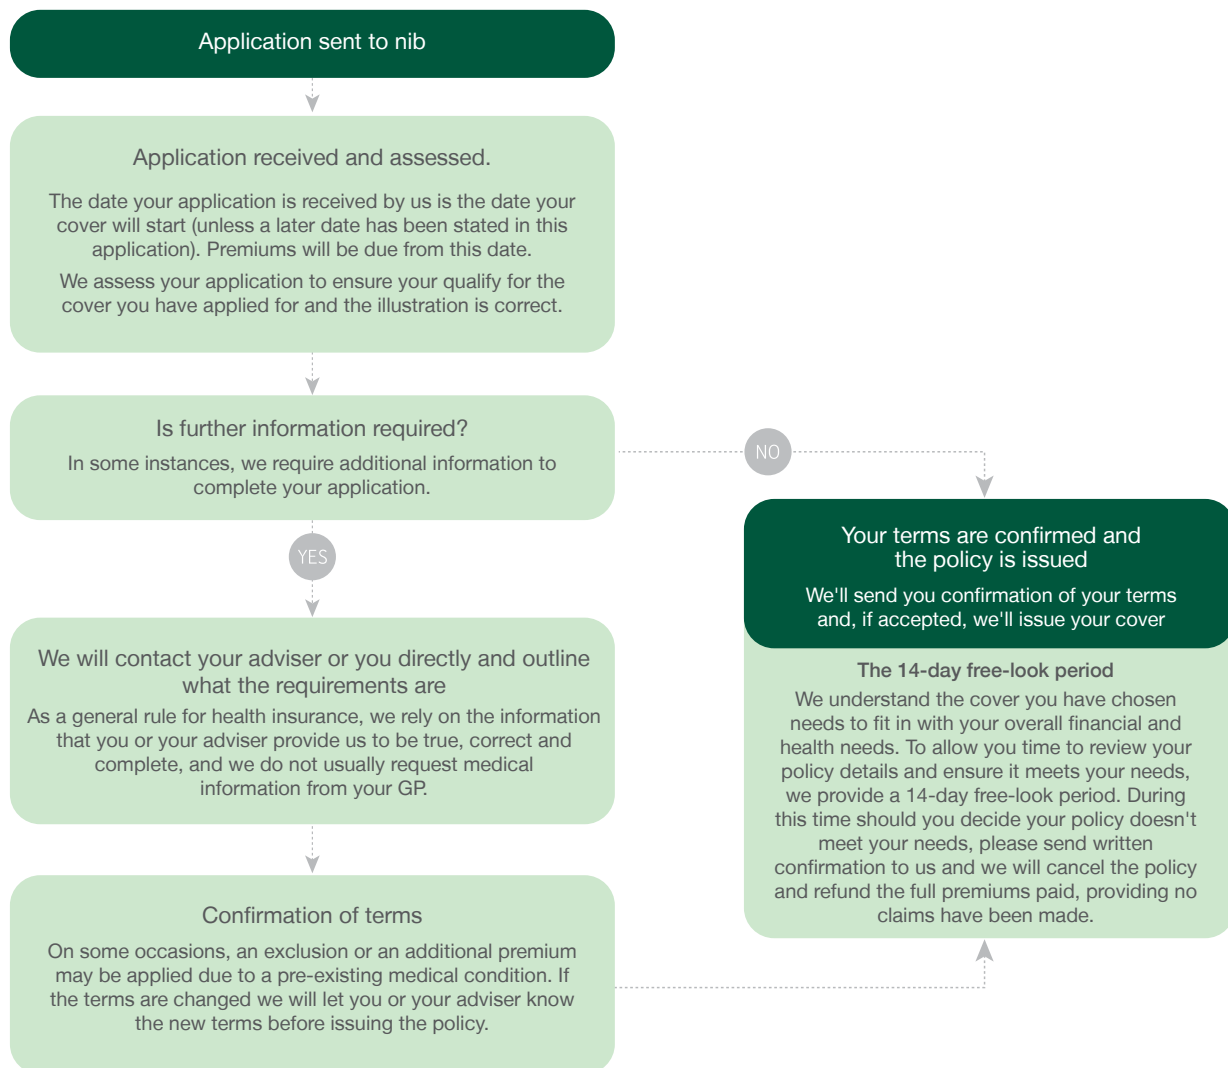 Application sent to nib
Application received and assessed.
The date your application is received by us is the date your
cover will start (unless a later date has been stated in this
application). Premiums will be due from this date.
We assess your application to ensure your qualify for the
cover you have applied for and the illustration is correct.
Is further information required?
In some instances, we require additional information to
complete your application.
NO
YES
We will contact your adviser or you directly and outline
what the requirements are
As a general rule for health insurance, we rely on the information
that you or your adviser provide us to be true, correct and
complete, and we do not usually request medical
information from your GP.
Confirmation of terms
On some occasions, an exclusion or an additional premium
may be applied due to a pre-existing medical condition. If
the terms are changed we will let you or your adviser know
the new terms before issuing the policy.
Your terms are confirmed and
the policy is issued
We'll send you confirmation of your terms
and, if accepted, we'll issue your cover
The 14-day free-look period
We understand the cover you have chosen
needs to fit in with your overall financial and
health needs. To allow you time to review your
policy details and ensure it meets your needs,
we provide a 14-day free-look period. During
this time should you decide your policy doesn't
meet your needs, please send written
confirmation to us and we will cancel the policy
and refund the full premiums paid, providing no
claims have been made.